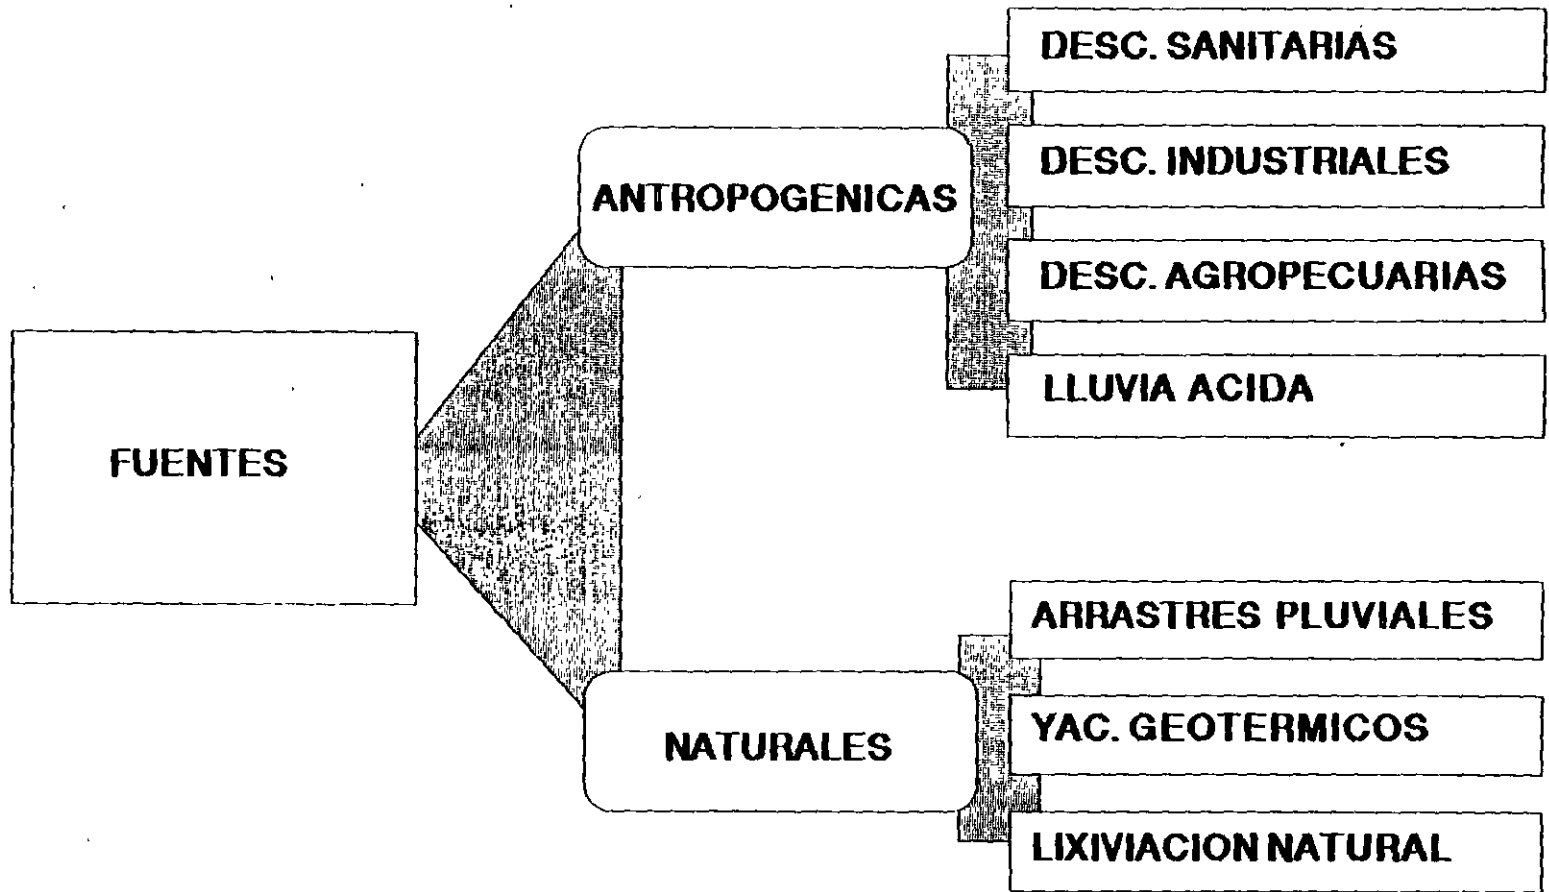 FUENTES
ANTROPOGENICAS
DESC. SANITARIAS
DESC. INDUSTRIALES
DESC. AGROPECUARIAS
LLUVIA ACIDA
NATURALES
ARRASTRES PLUVIALES
YAC. GEOTERMICOS
LIXIVIACION NATURAL